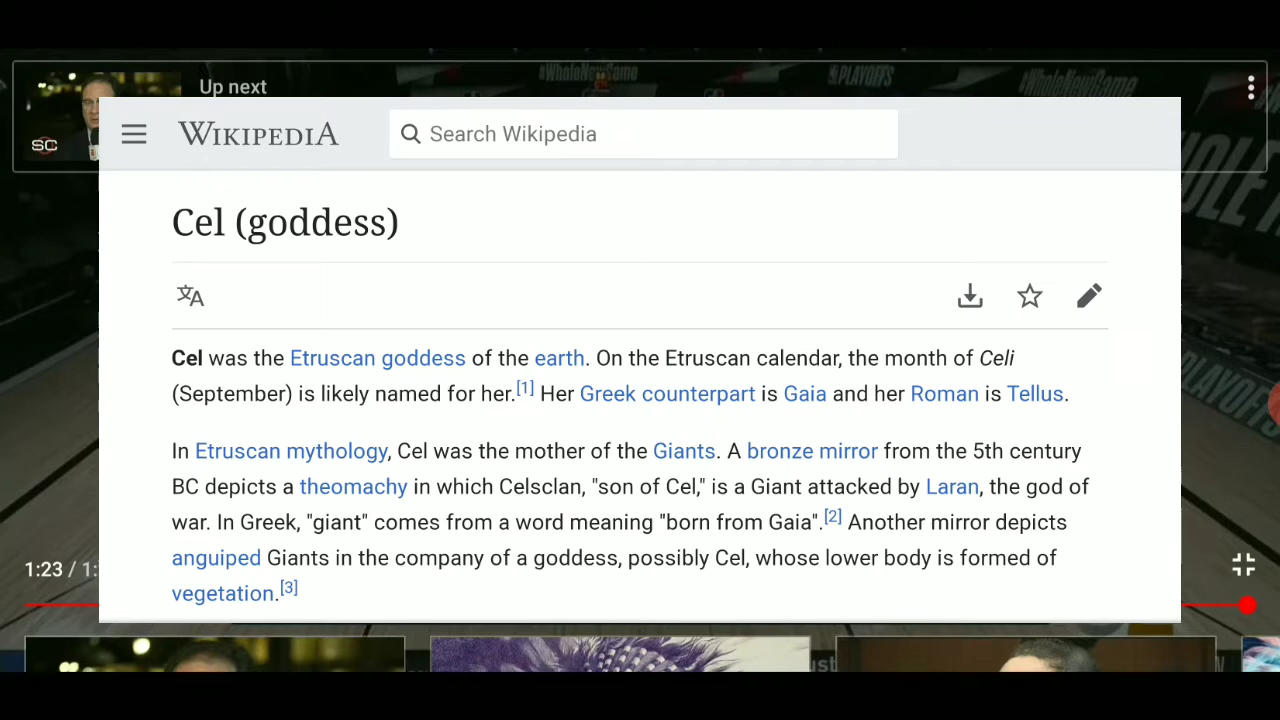 #WholeNewGame
PLAYOFFS
#WholeNewGame
Up next
SC
WIKIPEDIA
Search Wikipedia
Cel (goddess)
Cel was the Etruscan goddess of the earth. On the Etruscan calendar, the month of Celi
(September) is likely named for her.[1] Her Greek counterpart is Gaia and her Roman is Tellus.
In Etruscan mythology, Cel was the mother of the Giants. A bronze mirror from the 5th century
BC depicts a theomachy in which Celsclan, "son of Cel," is a Giant attacked by Laran, the god of
war. In Greek, "giant" comes from a word meaning "born from Gaia".[2] Another mirror depicts
anguiped Giants in the company of a goddess, possibly Cel, whose lower body is formed of
vegetation.[3]
PLAYOFFS
1:23 / 1: